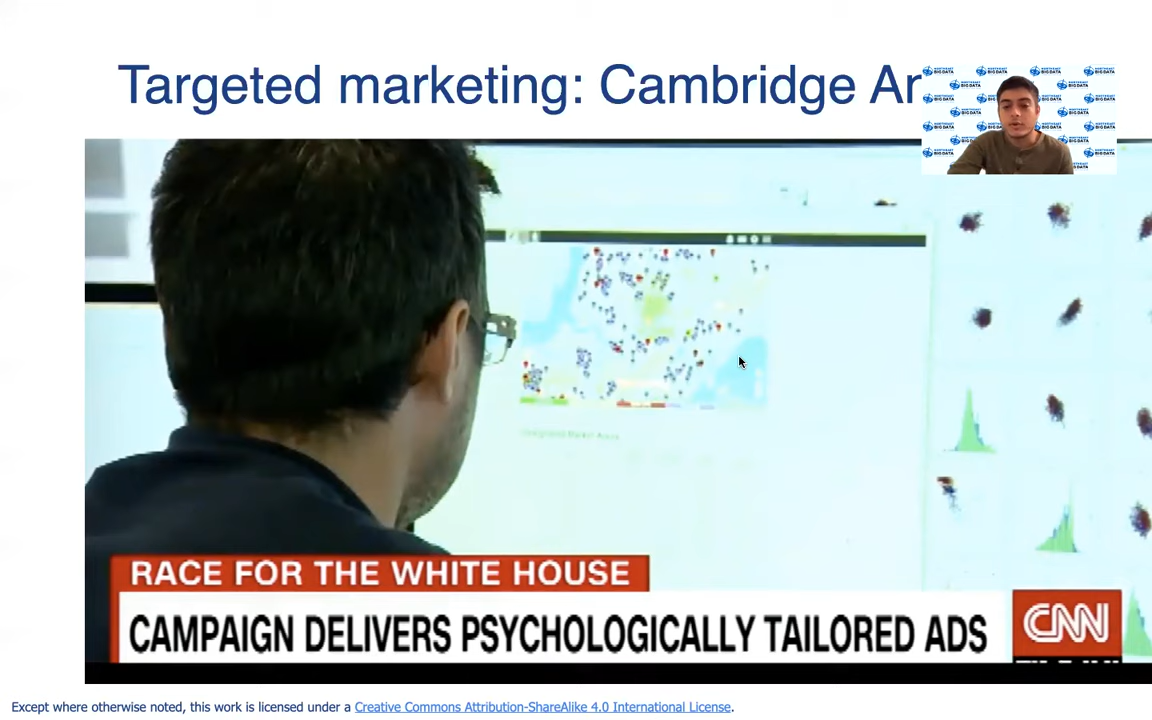 Targeted marketing: Cambridge An
RACE FOR THE WHITE HOUSE
CAMPAIGN DELIVERS PSYCHOLOGICALLY TAILORED ADS
CNN
Except where otherwise noted, this work is licensed under a Creative Commons Attribution-ShareAlike 4.0 International License.